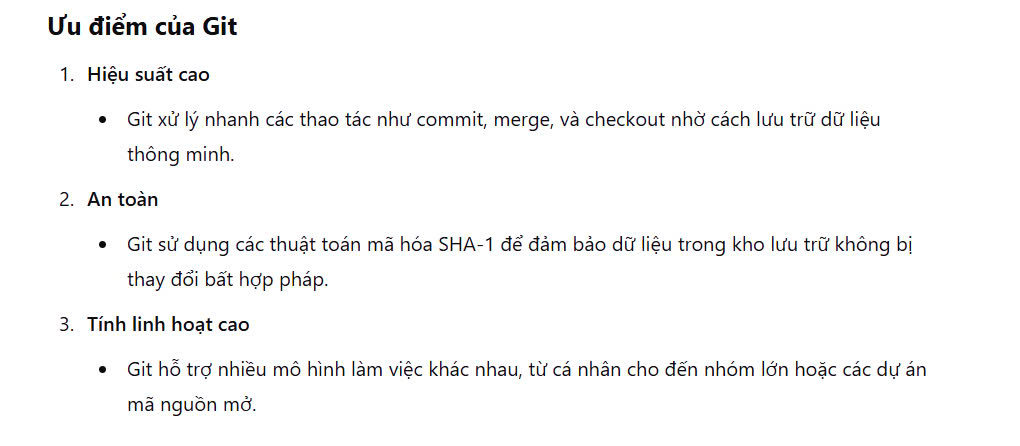 Ưu điểm của Git
1. Hiệu suất cao
• Git xử lý nhanh các thao tác như commit, merge, và checkout nhờ cách lưu trữ dữ liệu
thông minh.
2. An toàn
• Git sử dụng các thuật toán mã hóa SHA-1 để đảm bảo dữ liệu trong kho lưu trữ không bị
thay đổi bất hợp pháp.
3. Tính linh hoạt cao
• Git hỗ trợ nhiều mô hình làm việc khác nhau, từ cá nhân cho đến nhóm lớn hoặc các dự án
mã nguồn mở.